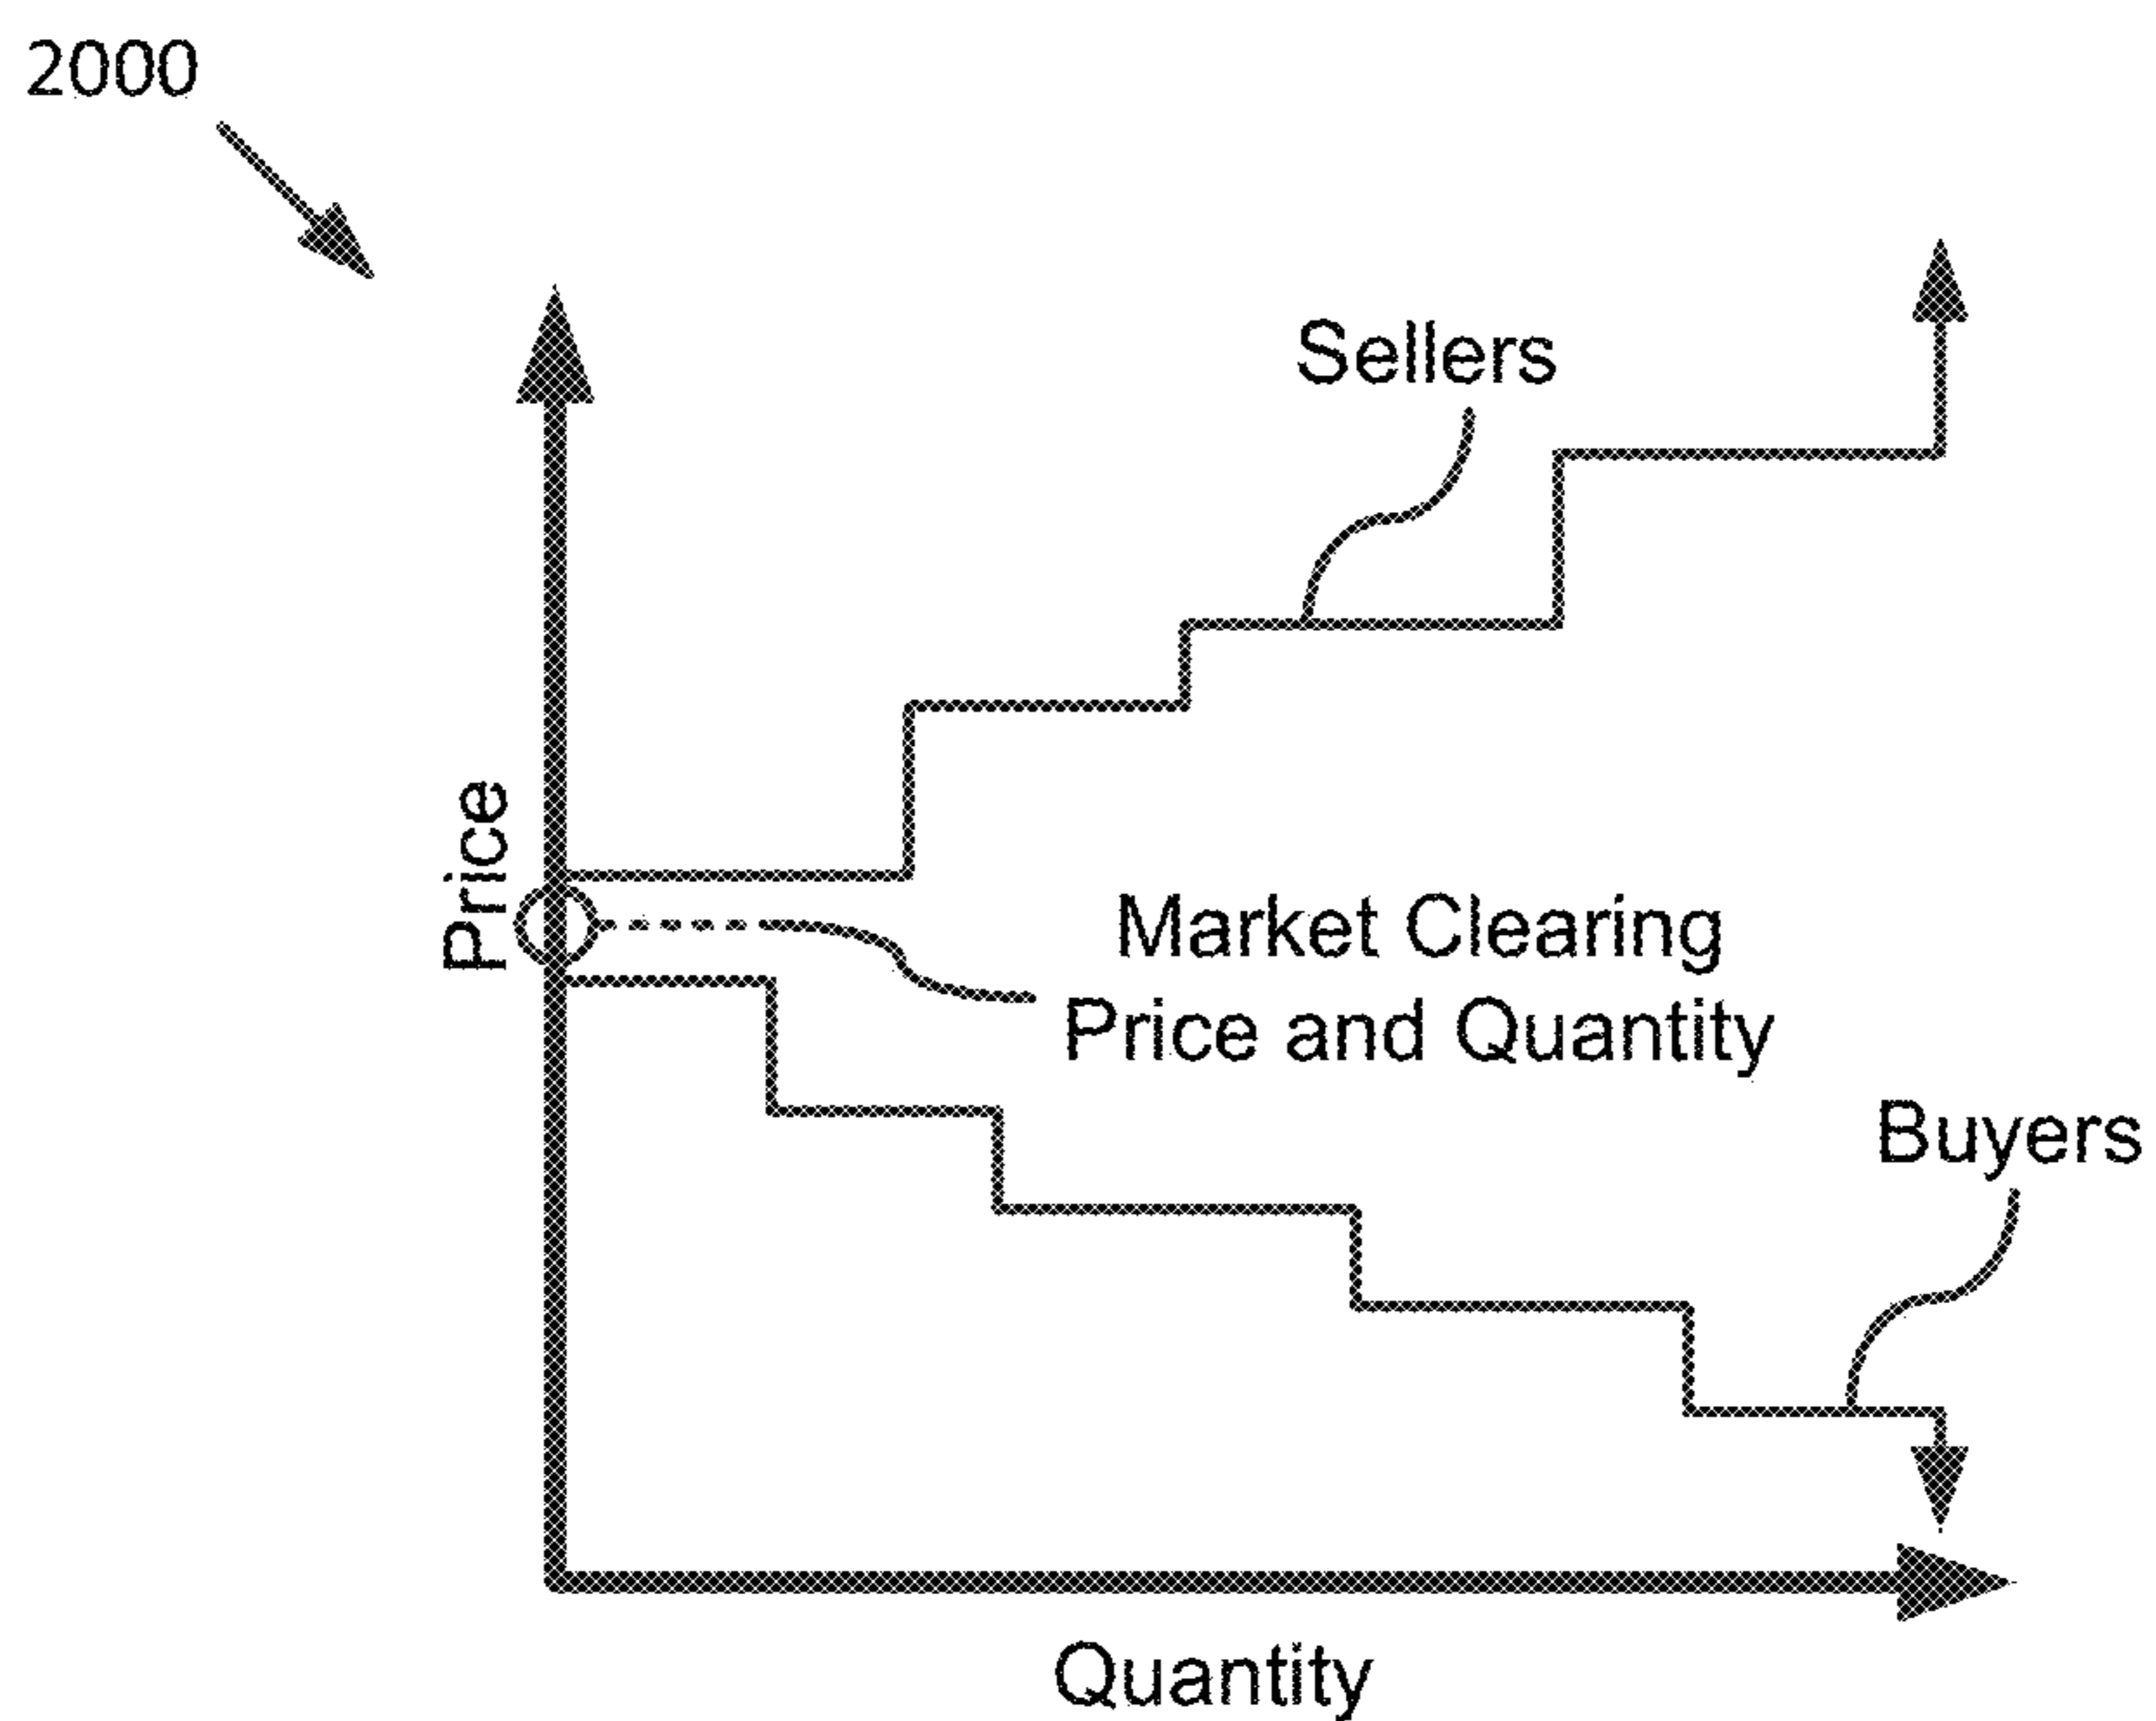 2000
Sellers
Price
Market Clearing
Price and Quantity
Buyers
Quantity